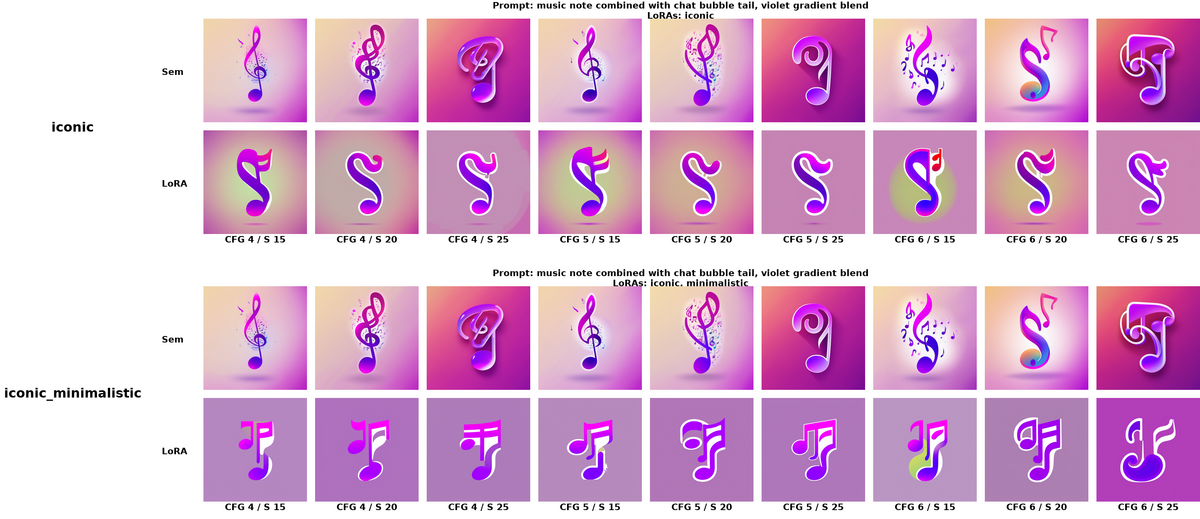 Prompt: music note combined with chat bubble tail, violet gradient blend
LoRAs: iconic
iconic
Sem
LoRA
CFG 4 / S 15 CFG 4 / S 20 CFG 4 / S 25 CFG 5 / S 15 CFG 5 / S 20 CFG 5 / S 25 CFG 6 / S 15 CFG 6 / S 20 CFG 6 / S 25
Prompt: music note combined with chat bubble tail, violet gradient blend
LoRAs: iconic, minimalistic
iconic_minimalistic
Sem
LoRA
CFG 4 / S 15 CFG 4 / S 20 CFG 4 / S 25 CFG 5 / S 15 CFG 5 / S 20 CFG 5 / S 25 CFG 6 / S 15 CFG 6 / S 20 CFG 6 / S 25